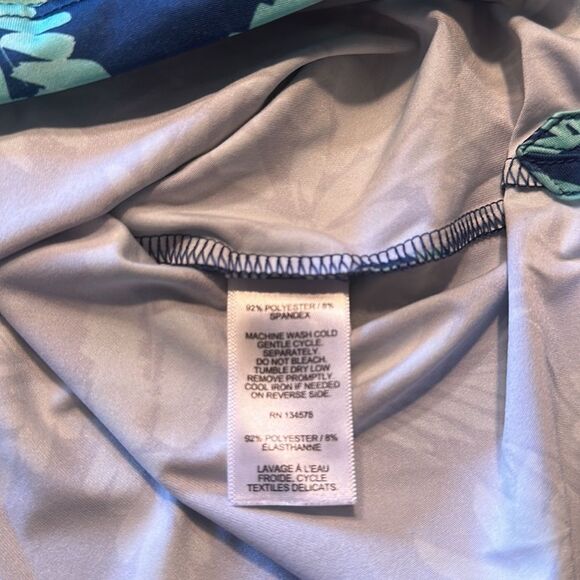 92% POLYESTER / 8%
SPANDEX
MACHINE WASH COLD
GENTLE CYCLE.
SEPARATELY.
DO NOT BLEACH.
TUMBLE DRY LOW
REMOVE PROMPTLY
COOL IRON IF NEEDED
ON REVERSE SIDE.
RN 134578
92% POLYESTER / 8%
ÉLASTHANNE
LAVAGE À L'EAU
FROIDE, CYCLE
TEXTILES DÉLICATS.